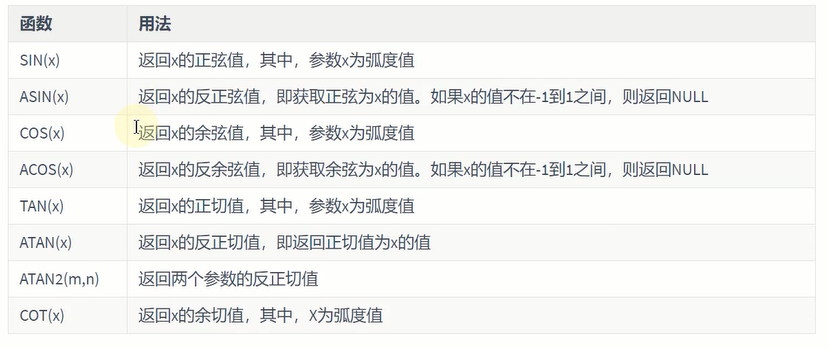 函数 用法
SIN(x) 返回x的正弦值，其中，参数x为弧度值
ASIN(x) 返回x的反正弦值，即获取正弦为x的值。如果x的值不在-1到1之间，则返回NULL
COS(x) 返回x的余弦值，其中，参数x为弧度值
ACOS(x) 返回x的反余弦值，即获取余弦为x的值。如果x的值不在-1到1之间，则返回NULL
TAN(x) 返回x的正切值，其中，参数x为弧度值
ATAN(x) 返回x的反正切值，即返回正切值为x的值
ATAN2(m,n) 返回两个参数的反正切值
COT(x) 返回x的余切值，其中，X为弧度值